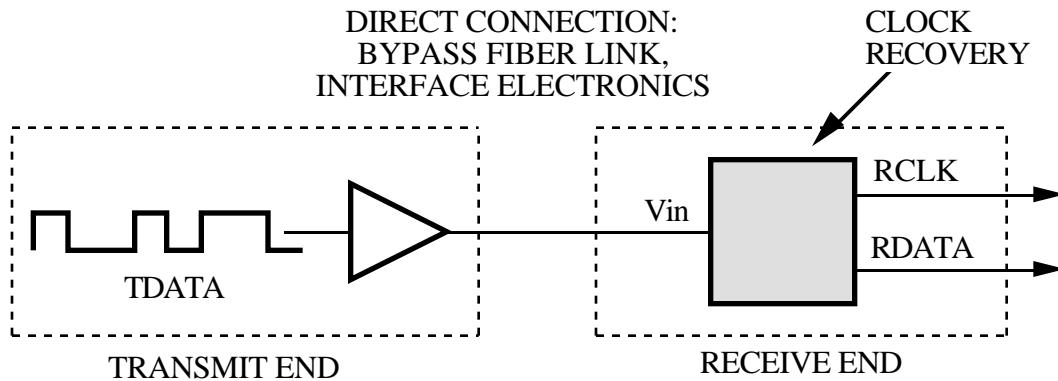 DIRECT CONNECTION:
BYPASS FIBER LINK,
INTERFACE ELECTRONICS
CLOCK
RECOVERY
TDATA
Vin
RCLK
RDATA
TRANSMIT END
RECEIVE END